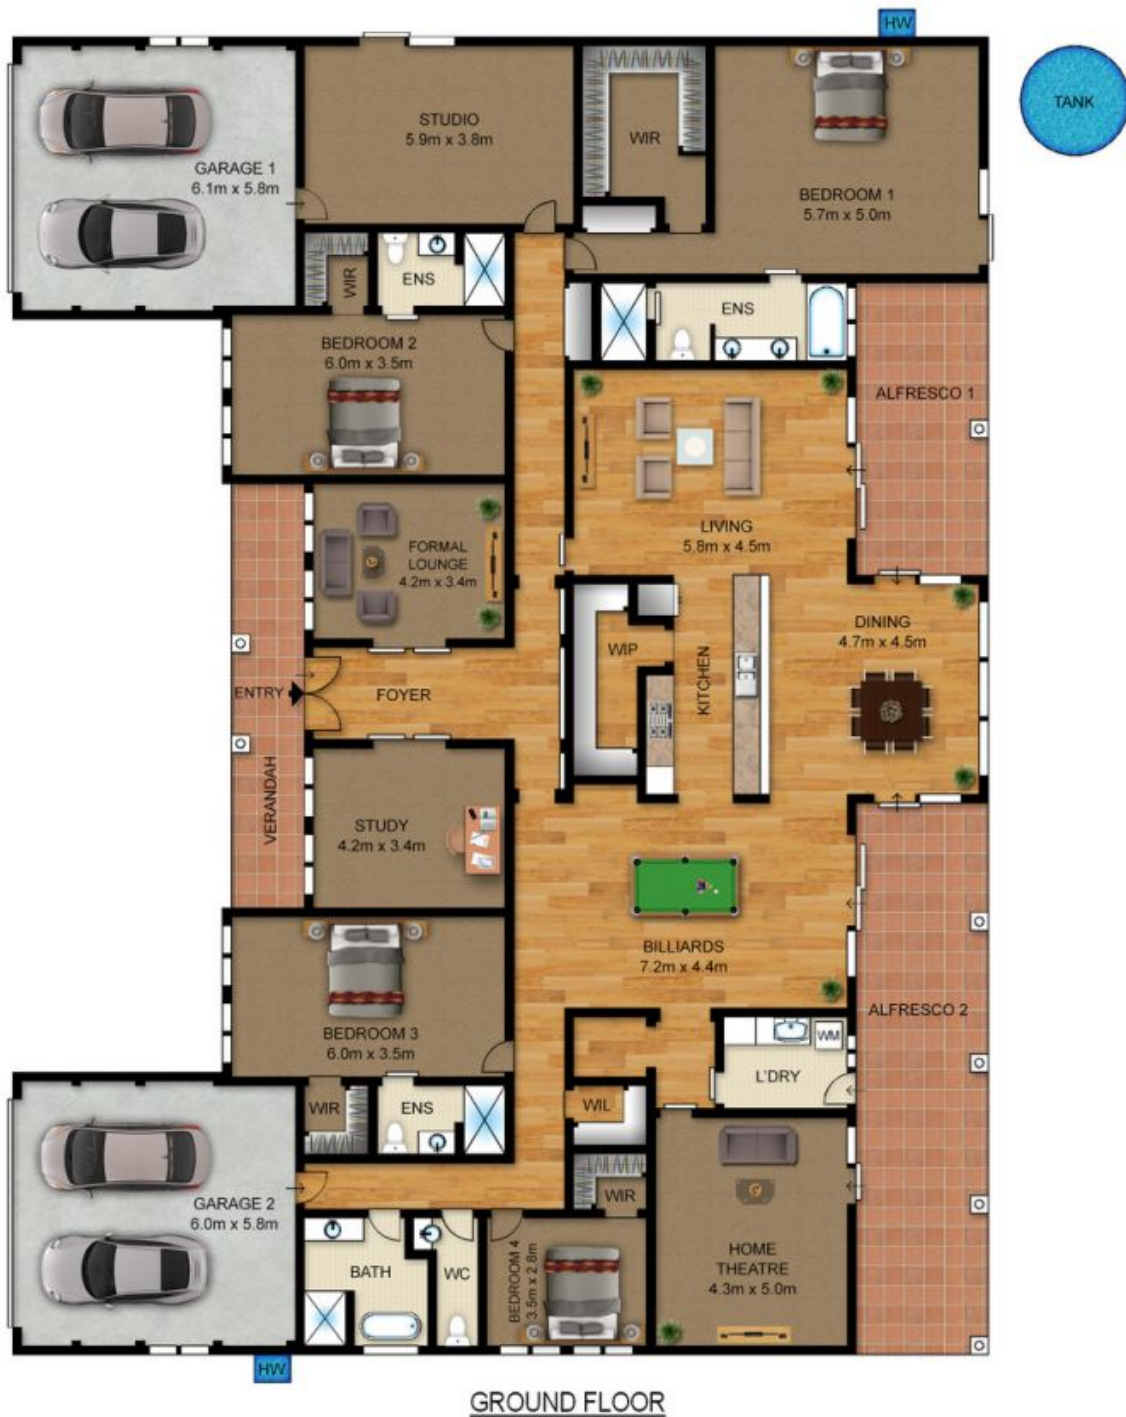 HW
TANK
STUDIO
5.9m x 3.8m
WIR
GARAGE 1
6.1m x 5.8m
BEDROOM 1
5.7m x 5.0m
WIR
ENS
ENS
BEDROOM 2
6.0m x 3.5m
ALFRESCO 1
LIVING
5.8m x 4.5m
FORMAL
LOUNGE
4.2m x 3.4m
DINING
4.7m x 4.5m
WIP
KITCHEN
ENTRY
FOYER
VERANDAH
STUDY
4.2m x 3.4m
BILLIARDS
7.2m x 4.4m
ALFRESCO 2
BEDROOM 3
6.0m x 3.5m
WM
L'DRY
WIR
ENS
WIL
GARAGE 2
6.0m x 5.8m
WIR
BATH
WC
BEDROOM 4
3.5m x 2.8m
HOME
THEATRE
4.3m x 5.0m
HW
GROUND FLOOR